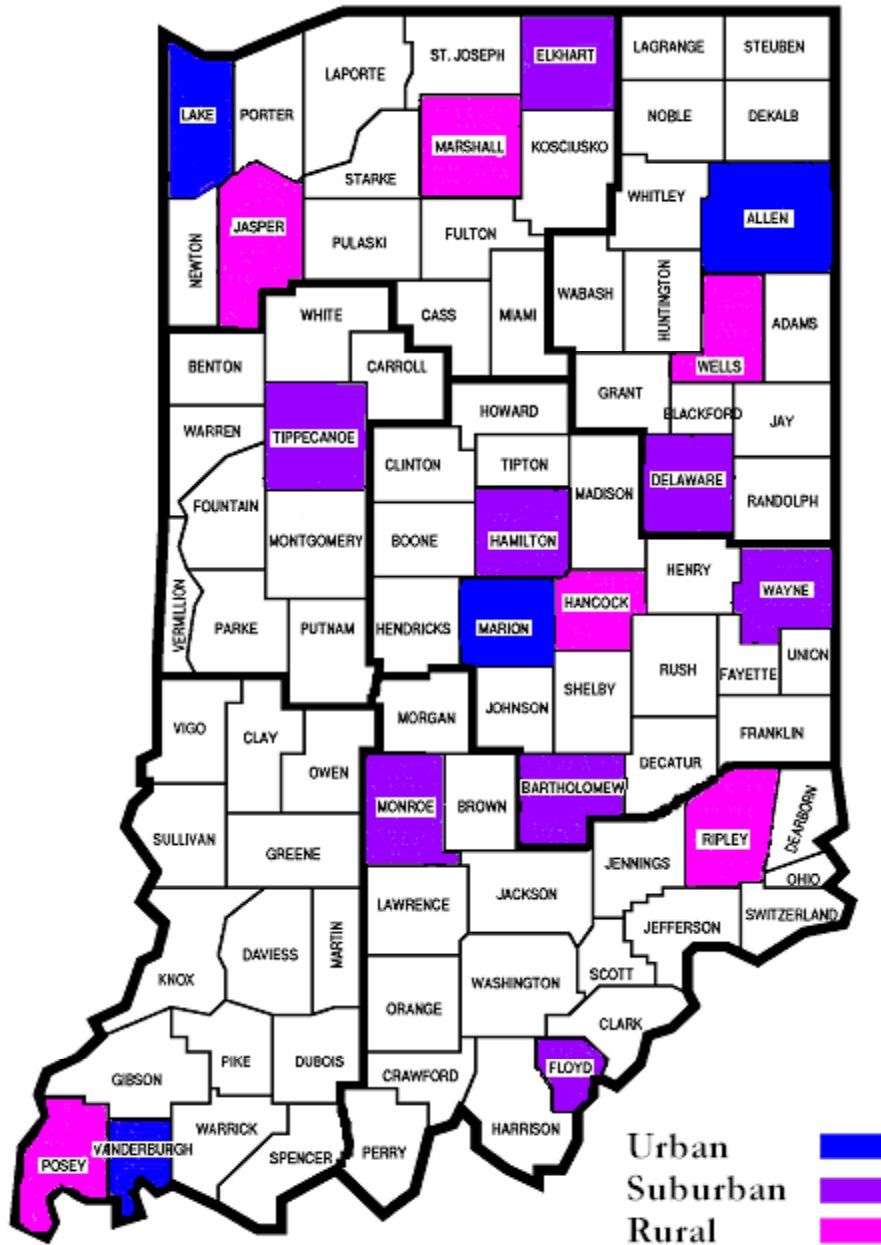 ST. JOSEPH
ELKHART
LAGRANGE
STEUBEN
LAPORTE
LAKE
PORTER
NOBLE
DEKALB
MARSHALL
KOSCIUSKO
STARKE
WHITLEY
ALLEN
JASPER
NEWTON
PULASKI
FULTON
WABASH
HUNTINGTON
WHITE
CASS
MIAMI
ADAMS
WELLS
BENTON
CARROLL
GRANT
BLACKFORD
JAY
HOWARD
WARREN
TIPPECANOE
CLINTON
TIPTON
MADISON
DELAWARE
RANDOLPH
FOUNTAIN
MONTGOMERY
BOONE
HAMILTON
HENRY
WAYNE
VERMILLION
PARKE
PUTNAM
HENDRICKS
MARION
HANCOCK
RUSH
FAYETTE
UNION
SHELBY
VIGO
CLAY
MORGAN
JOHNSON
FRANKLIN
OWEN
DECATUR
MONROE
BROWN
BARTHOLOMEW
DEARBORN
SULLIVAN
GREENE
RIPLEY
JENNINGS
OHIO
LAWRENCE
JACKSON
SWITZERLAND
JEFFERSON
KNOX
DAVIESS
MARTIN
WASHINGTON
SCOTT
ORANGE
CLARK
GIBSON
PIKE
DUBOIS
CRAWFORD
FLOYD
HARRISON
POSEY
VANDERBURGH
WARRICK
SPENCER
PERRY
Urban
Suburban
Rural